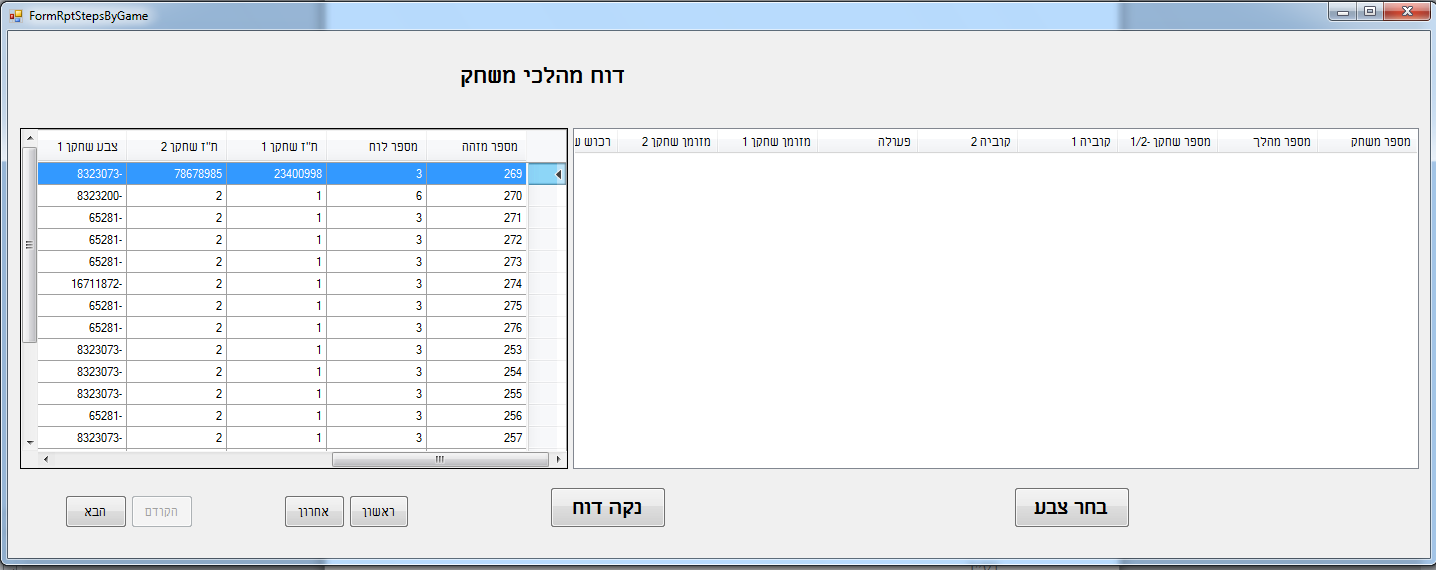 FormRptStepsByGame
דוח מהלכי משחק
מספר משחק מספר מהלך מספר שחקן -1/2 קוביה 1 קוביה 2 פעולה מזומן שחקן 1 מזומן שחקן 2 רכוש ע
מספר מזהה מספר לוח ת"ז שחקן 1 ת"ז שחקן 2 צבע שחקן 1
269 3 23400998 78678985 -8323073
270 6 1 2 -8323200
271 3 1 2 -65281
272 3 1 2 -65281
273 3 1 2 -65281
274 3 1 2 -16711872
275 3 1 2 -65281
276 3 1 2 -65281
253 3 1 2 -8323073
254 3 1 2 -8323073
255 3 1 2 -8323073
256 3 1 2 -65281
257 3 1 2 -8323073
בחר צבע נקה דוח ראשון אחרון הקודם הבא